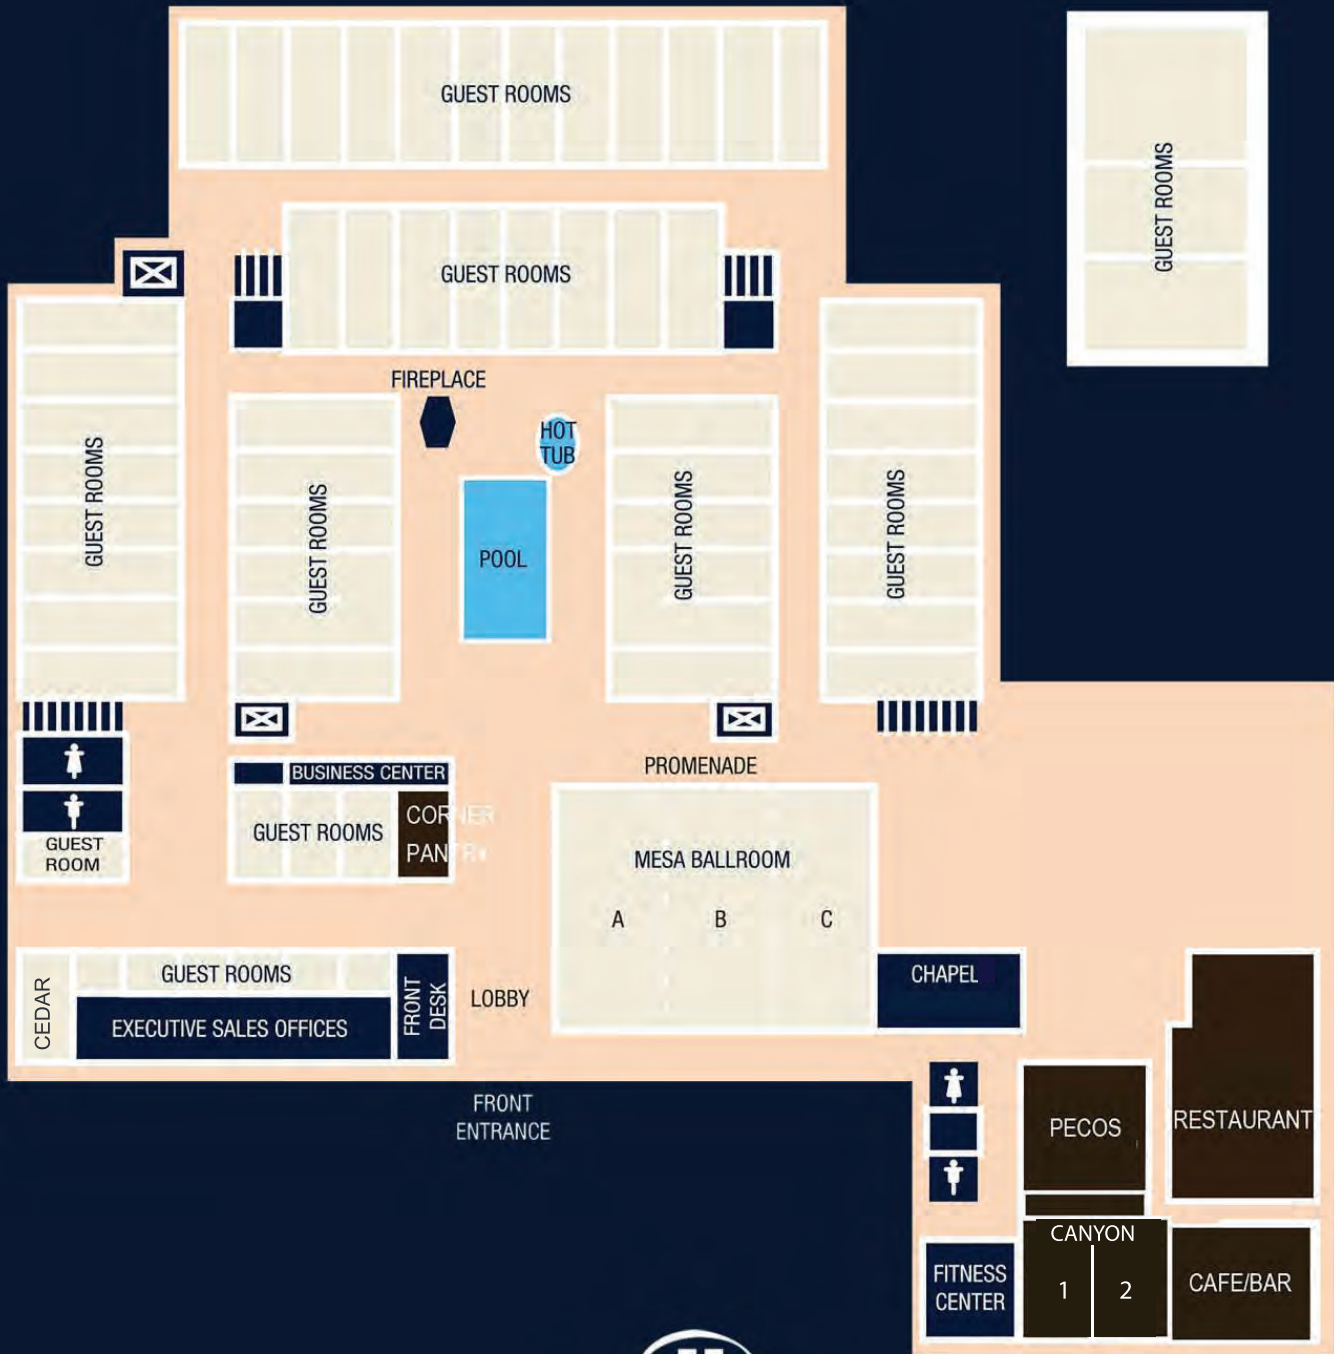 GUEST ROOMS
GUEST ROOMS
GUEST ROOMS
FIREPLACE
HOT
TUB
GUEST ROOMS
GUEST ROOMS
POOL
GUEST ROOMS
GUEST ROOMS
PROMENADE
BUSINESS CENTER
GUEST ROOMS
CORNER
PANTRY
GUEST
ROOM
MESA BALLROOM
A
B
C
CEDAR
GUEST ROOMS
EXECUTIVE SALES OFFICES
FRONT
DESK
LOBBY
CHAPEL
FRONT
ENTRANCE
PECOS
RESTAURANT
FITNESS
CENTER
CANYON
1
2
CAFE/BAR